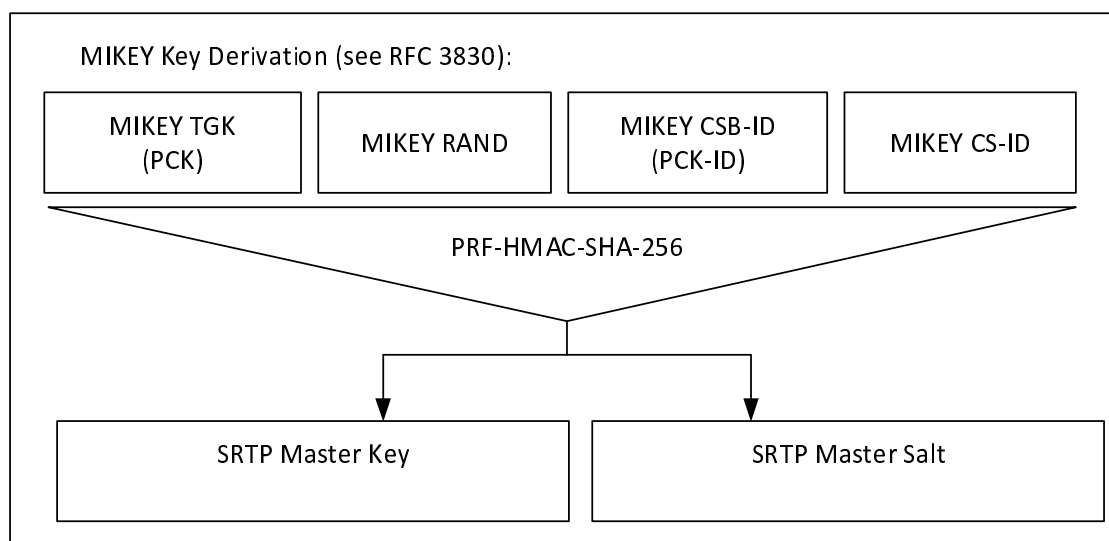 MIKEY Key Derivation (see RFC 3830):
MIKEY TGK
(PCK)
MIKEY RAND
MIKEY CSB-ID
(PCK-ID)
MIKEY CS-ID
PRF-HMAC-SHA-256
SRTP Master Key
SRTP Master Salt